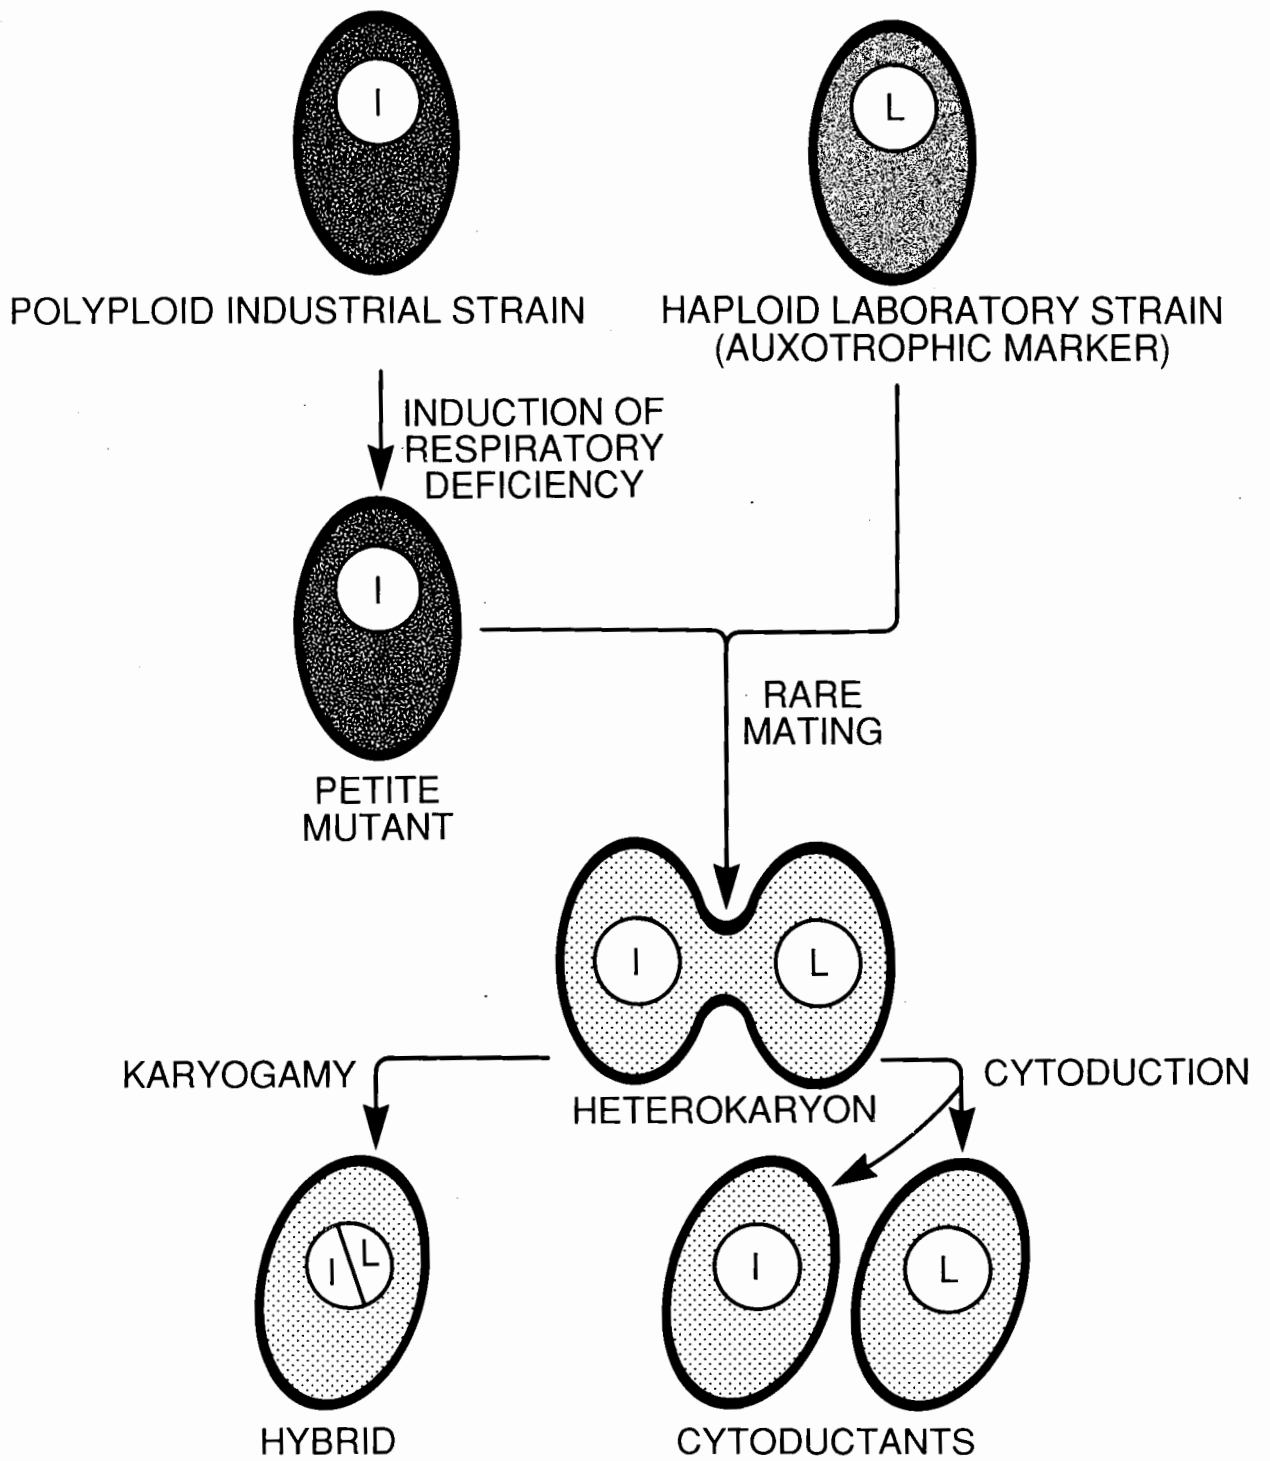 I
L
POLYPLOID INDUSTRIAL STRAIN
HAPLOID LABORATORY STRAIN
(AUXOTROPHIC MARKER)
INDUCTION OF
RESPIRATORY
DEFICIENCY
I
RARE
MATING
PETITE
MUTANT
I
L
KARYOGAMY
CYTODUCTION
HETEROKARYON
I
L
I
L
HYBRID
CYTODUCTANTS